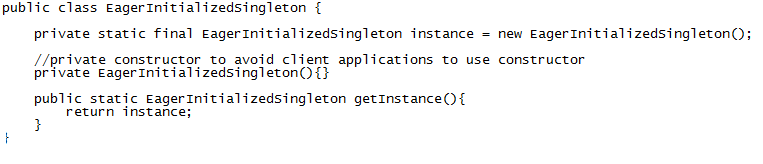 public class EagerInitializedSingleton {
    private static final EagerInitializedSingleton instance = new EagerInitializedSingleton();
    //private constructor to avoid client applications to use constructor
    private EagerInitializedSingleton(){}
    public static EagerInitializedSingleton getInstance(){
        return instance;
    }
}